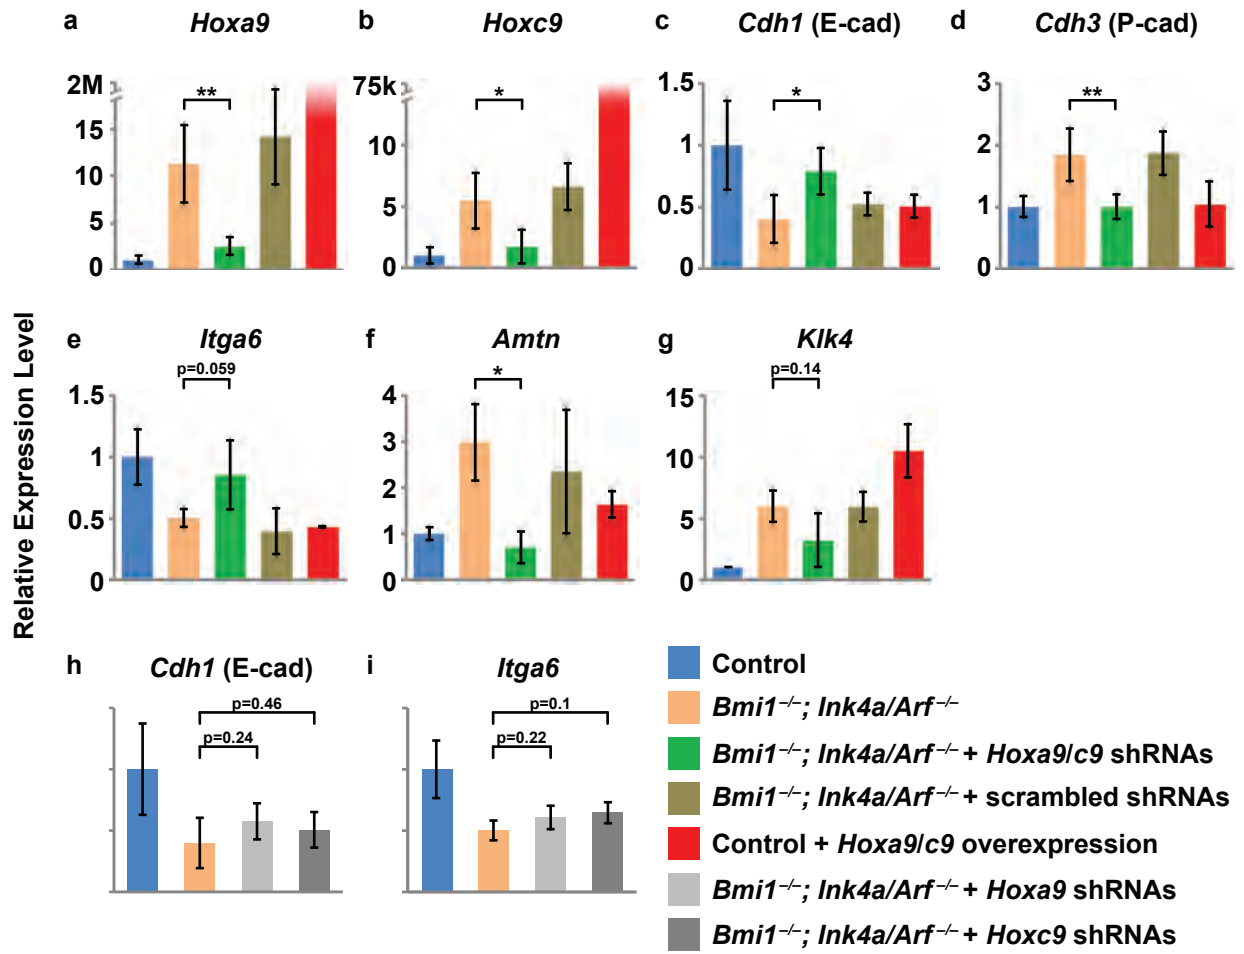 a Hoxa9 b Hoxc9 c Cdh1 (E-cad) d Cdh3 (P-cad)
2M 15 10 5 0 **
75k 10 5 0 *
1.5 1 0.5 0 *
3 2 1 0 **
Relative Expression Level
e Itga6 f Amtn g Klk4
1.5 1 0.5 0 p=0.059
4 3 2 1 0 *
15 10 5 0 p=0.14
h Cdh1 (E-cad) i Itga6
p=0.46
p=0.24
p=0.1
p=0.22
Control
Bmi1–/–; Ink4a/Arf –/–
Bmi1–/–; Ink4a/Arf –/– + Hoxa9/c9 shRNAs
Bmi1–/–; Ink4a/Arf –/– + scrambled shRNAs
Control + Hoxa9/c9 overexpression
Bmi1–/–; Ink4a/Arf –/– + Hoxa9 shRNAs
Bmi1–/–; Ink4a/Arf –/– + Hoxc9 shRNAs